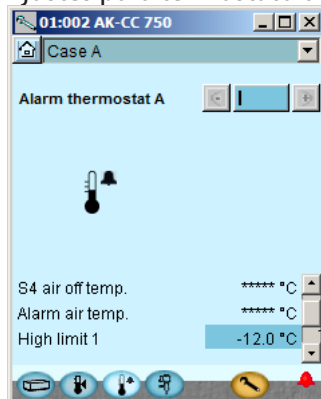 01:002 AK-CC 750
Case A
Alarm thermostat A
S4 air off temp. ***** °C
Alarm air temp. ***** °C
High limit 1 -12.0 °C